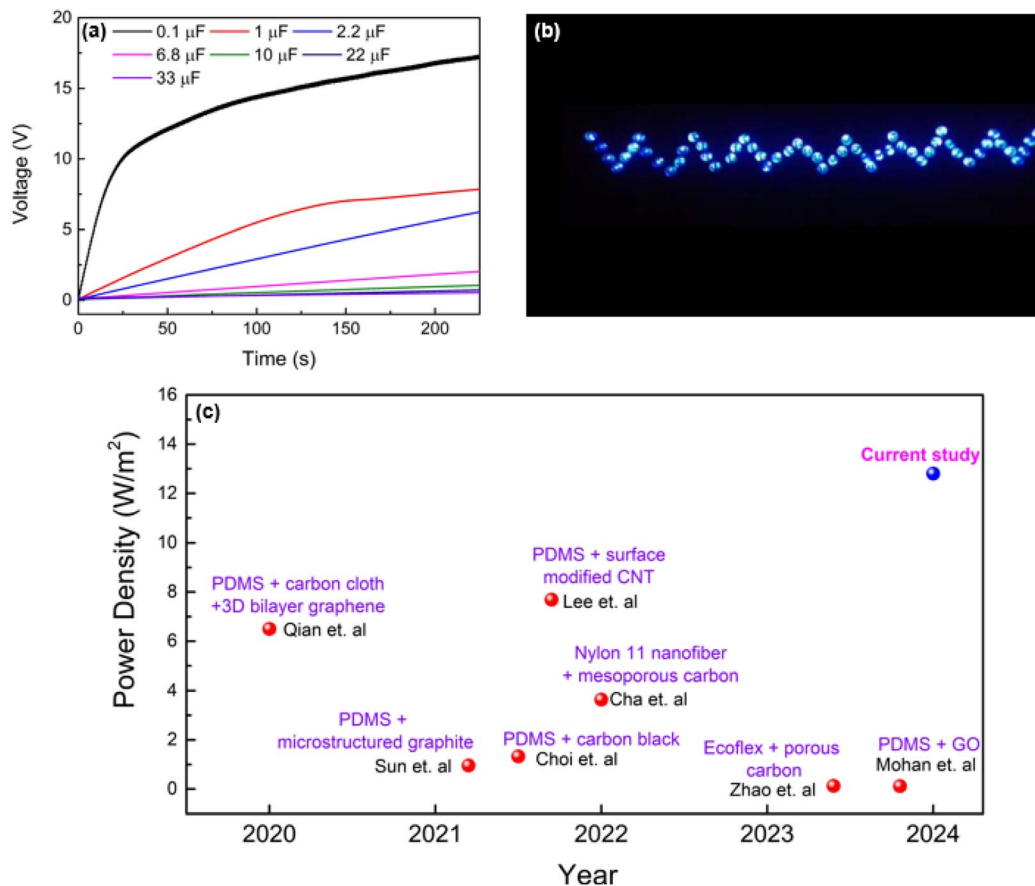 (a)
0.1 μF 1 μF 2.2 μF
6.8 μF 10 μF 22 μF
33 μF
20
15
10
5
0
Voltage (V)
0 50 100 150 200
Time (s)
(b)
(c)
16
14
12
10
8
6
4
2
0
Power Density (W/m²)
Current study
PDMS + surface
modified CNT
Lee et. al
PDMS + carbon cloth
+3D bilayer graphene
Qian et. al
Nylon 11 nanofiber
+ mesoporous carbon
Cha et. al
PDMS +
microstructured graphite
Sun et. al
PDMS + carbon black
Choi et. al
Ecoflex + porous
carbon
Zhao et. al
PDMS + GO
Mohan et. al
2020 2021 2022 2023 2024
Year